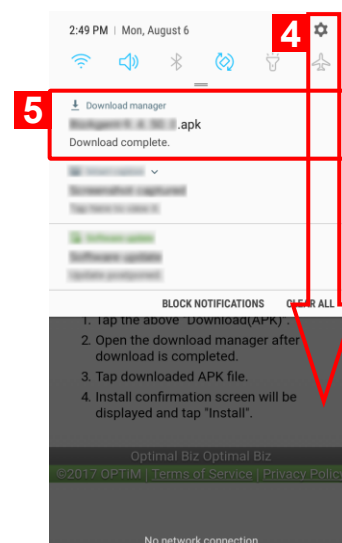 2:49 PM | Mon, August 6
4
5
Download manager
.apk
Download complete.
BLOCK NOTIFICATIONS CLEAR ALL
1. Tap the above "Download(APK)".
2. Open the download manager after
download is completed.
3. Tap downloaded APK file.
4. Install confirmation screen will be
displayed and tap "Install".
Optimal Biz Optimal Biz
©2017 OPTiM | Terms of Service | Privacy Policy
No network connection